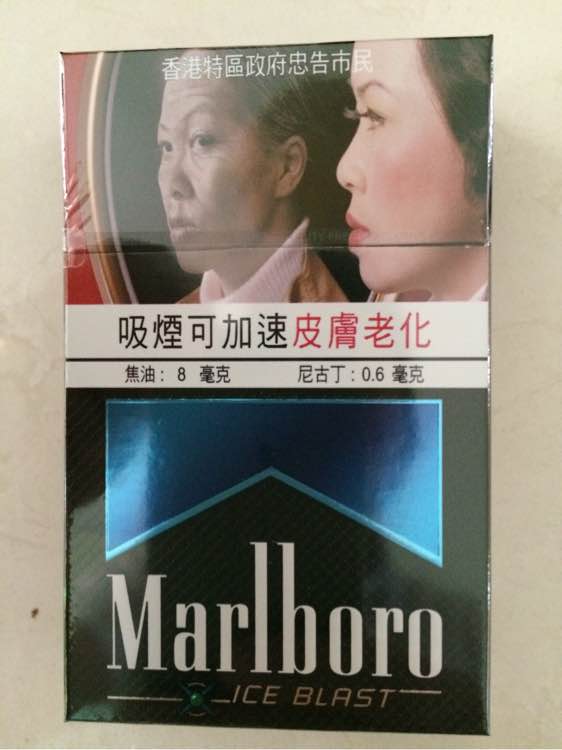 香港特區政府忠告市民
吸煙可加速皮膚老化
焦油: 8 毫克 尼古丁: 0.6 毫克
Marlboro
ICE BLAST